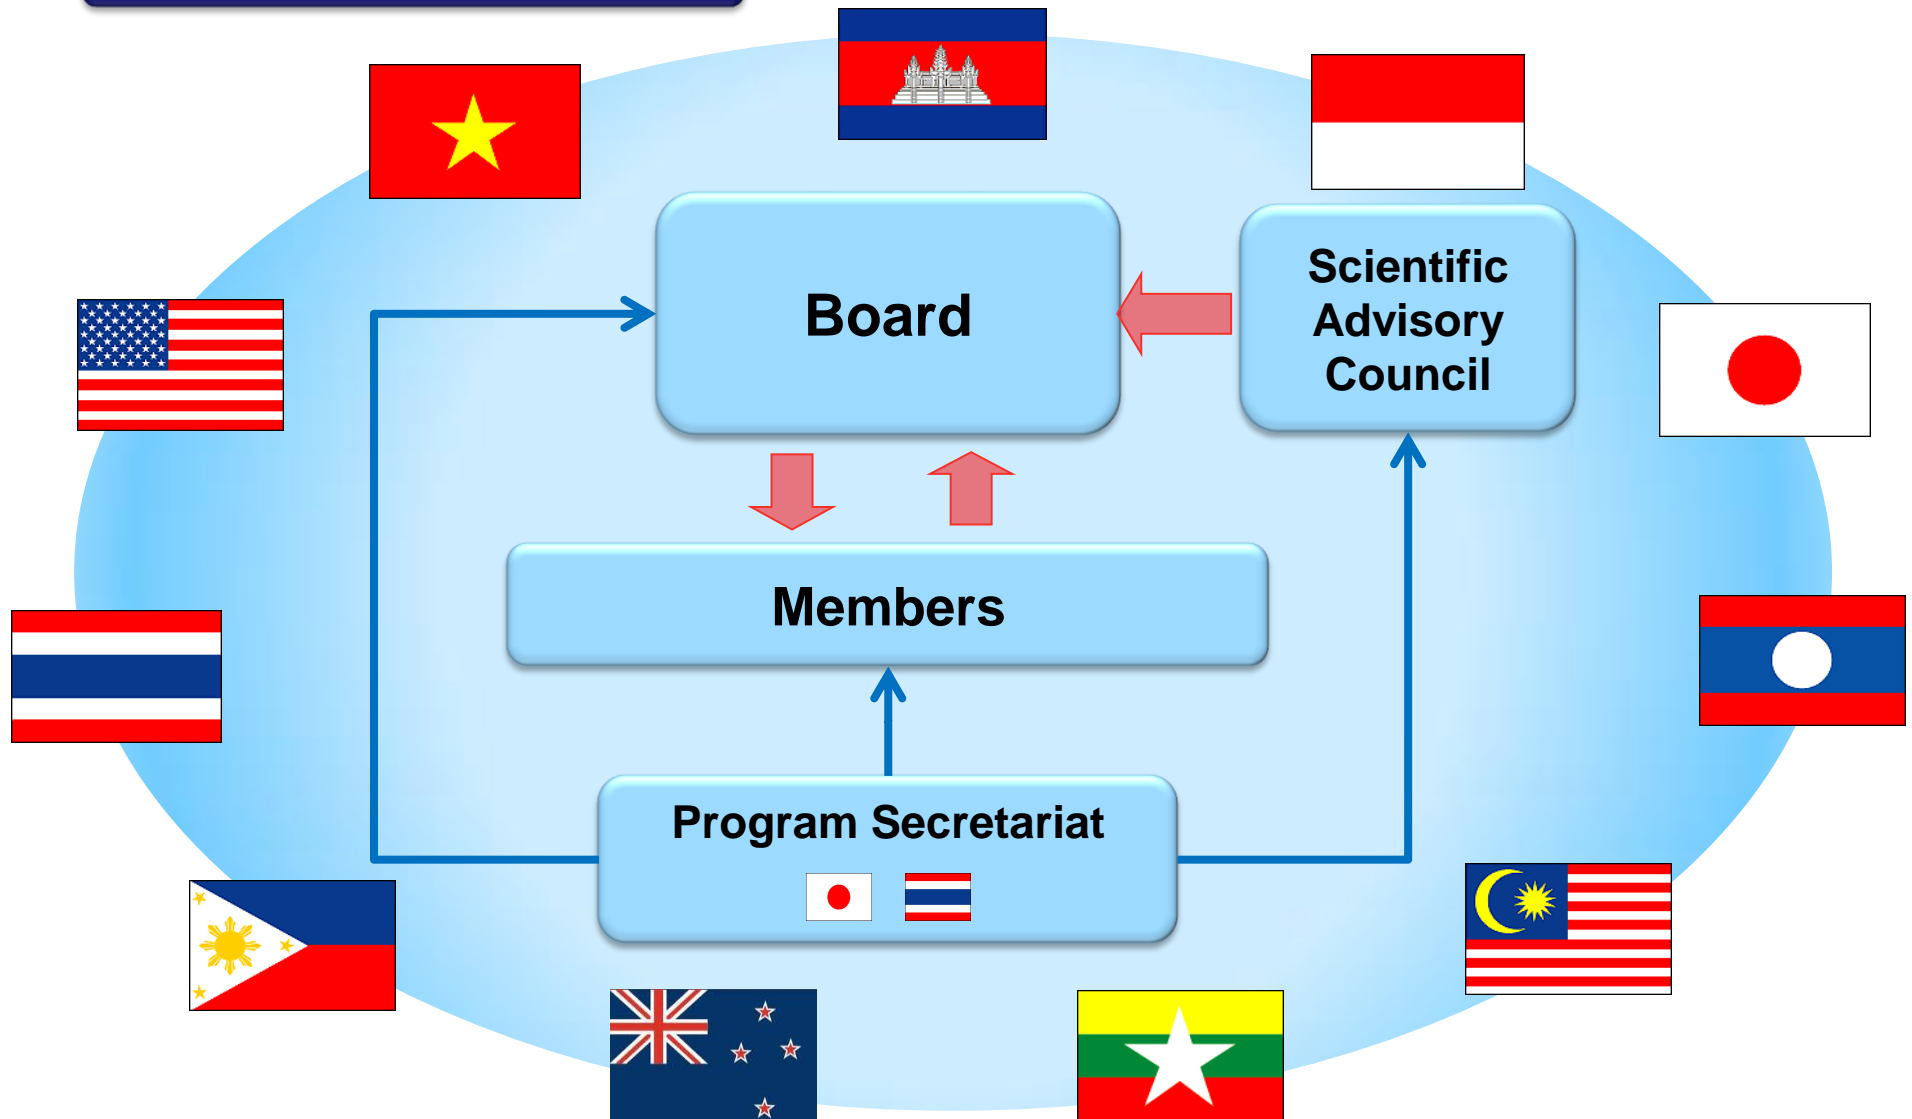 Board
Scientific
Advisory
Council
Members
Program Secretariat